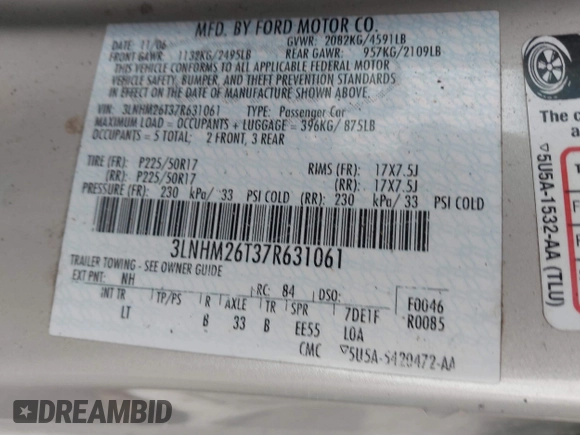 MFD. BY FORD MOTOR CO.
DATE: 11/06 GVWR: 2082KG/4591LB
FRONT GAWR: 1132KG/2495LB REAR GAWR: 957KG/2109LB
THIS VEHICLE CONFORMS TO ALL APPLICABLE FEDERAL MOTOR
VEHICLE SAFETY, BUMPER, AND THEFT PREVENTION STANDARDS
IN EFFECT ON THE DATE OF MANUFACTURE SHOWN ABOVE.
VIN: 3LNHM26T37R631061 TYPE: Passenger Car
MAXIMUM LOAD = OCCUPANTS + LUGGAGE = 396KG/ 875LB
OCCUPANTS = 5 TOTAL; 2 FRONT, 3 REAR
TIRE (FR): P225/50R17 RIMS (FR): 17X7.5J
(RR): P225/50R17 (RR): 17X7.5J
PRESSURE (FR): 230 kPa/ 33 PSI COLD (RR): 230 kPa/ 33 PSI COLD
3LNHM26T37R631061
TRAILER TOWING - SEE OWNER GUIDE
EXT PNT: NH RC: 84 DSO:
INT TR TP/PS R AXLE TR SPR 7DE1F F0046
LT 6 33 B EE55 LOA R0085
CMC 5U5A-5420472-AA
The c
5U5A-1532-AA (TLU)
DREAMBID